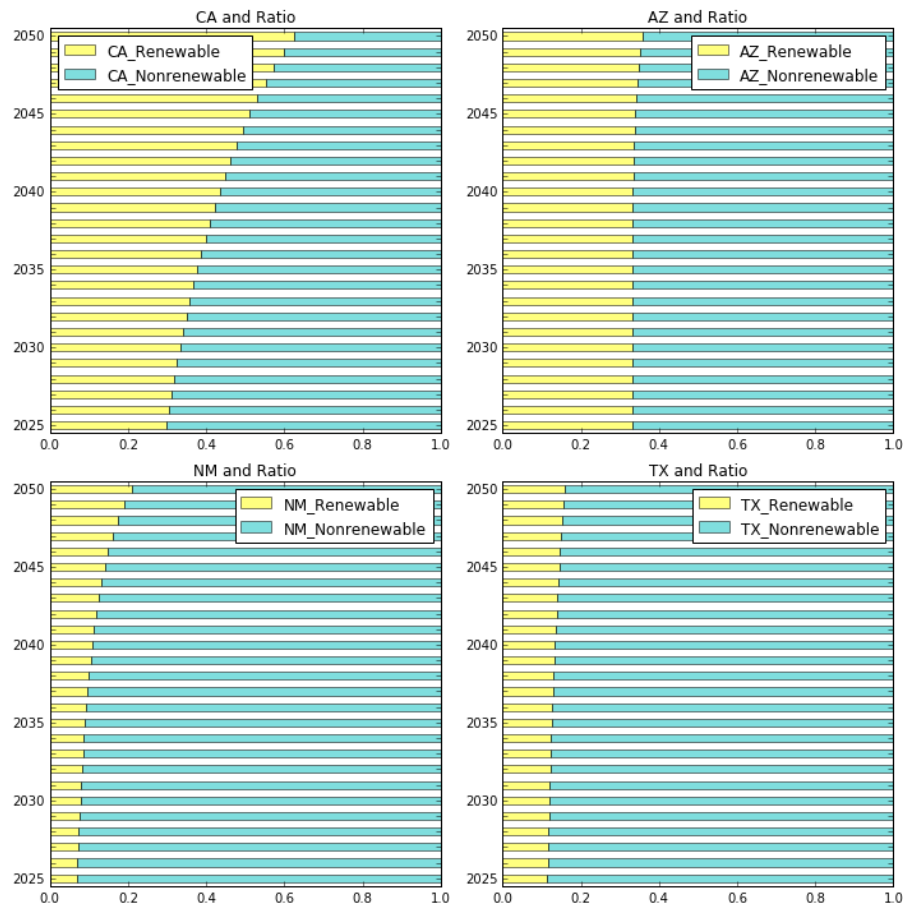 CA and Ratio
CA_Renewable
CA_Nonrenewable
2050
2045
2040
2035
2030
2025
0.0 0.2 0.4 0.6 0.8 1.0
AZ and Ratio
AZ_Renewable
AZ_Nonrenewable
2050
2045
2040
2035
2030
2025
0.0 0.2 0.4 0.6 0.8 1.0
NM and Ratio
NM_Renewable
NM_Nonrenewable
2050
2045
2040
2035
2030
2025
0.0 0.2 0.4 0.6 0.8 1.0
TX and Ratio
TX_Renewable
TX_Nonrenewable
2050
2045
2040
2035
2030
2025
0.0 0.2 0.4 0.6 0.8 1.0